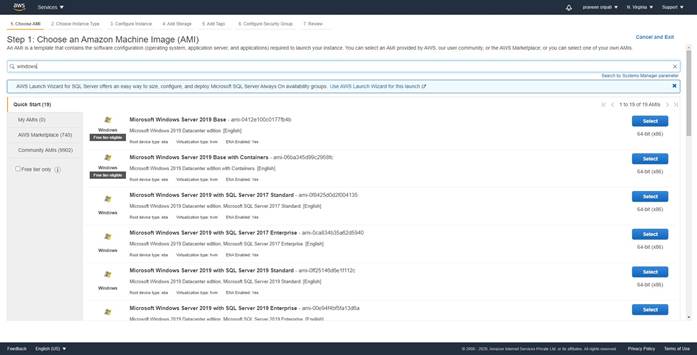 aws Services praveer sripati N. Virginia Support
1. Choose AMI 2. Choose Instance Type 3. Configure Instance 4. Add Storage 5. Add Tags 6. Configure Security Group 7. Review
Step 1: Choose an Amazon Machine Image (AMI) Cancel and Exit
An AMI is a template that contains the software configuration (operating system, application server, and applications) required to launch your instance. You can select an AMI provided by AWS, our user community, or the AWS Marketplace; or you can select one of your own AMIs.
windows
Search by Systems Manager parameter
AWS Launch Wizard for SQL Server offers an easy way to size, configure, and deploy Microsoft SQL Server Always On availability groups. Use AWS Launch Wizard for this launch
Quick Start (19) 1 to 19 of 19 AMIs
My AMIs (0)
AWS Marketplace (740)
Community AMIs (9902)
Free tier only
Windows
Free tier eligible
Microsoft Windows Server 2019 Base - ami-0412e100c0177fb4b
Microsoft Windows 2019 Datacenter edition. [English]
Root device type: ebs Virtualization type: hvm ENA Enabled: Yes
Select
64-bit (x86)
Windows
Free tier eligible
Microsoft Windows Server 2019 Base with Containers - ami-06ba345d99c2958fc
Microsoft Windows 2019 Datacenter edition with Containers. [English]
Root device type: ebs Virtualization type: hvm ENA Enabled: Yes
Select
64-bit (x86)
Windows
Microsoft Windows Server 2019 with SQL Server 2017 Standard - ami-0f8425d0d2f004135
Microsoft Windows 2019 Datacenter edition, Microsoft SQL Server 2017 Standard. [English]
Root device type: ebs Virtualization type: hvm ENA Enabled: Yes
Select
64-bit (x86)
Windows
Microsoft Windows Server 2019 with SQL Server 2017 Enterprise - ami-0ca834b35a62d5940
Microsoft Windows 2019 Datacenter edition, Microsoft SQL Server 2017 Enterprise. [English]
Root device type: ebs Virtualization type: hvm ENA Enabled: Yes
Select
64-bit (x86)
Windows
Microsoft Windows Server 2019 with SQL Server 2019 Standard - ami-0ff25146d6e1f112c
Microsoft Windows 2019 Datacenter edition, Microsoft SQL Server 2019 Standard. [English]
Root device type: ebs Virtualization type: hvm ENA Enabled: Yes
Select
64-bit (x86)
Microsoft Windows Server 2019 with SQL Server 2019 Enterprise - ami-00e94f4bf5fa13d6a
Select
Feedback English (US) © 2008 - 2020, Amazon Internet Services Private Ltd. or its affiliates. All rights reserved. Privacy Policy Terms of Use